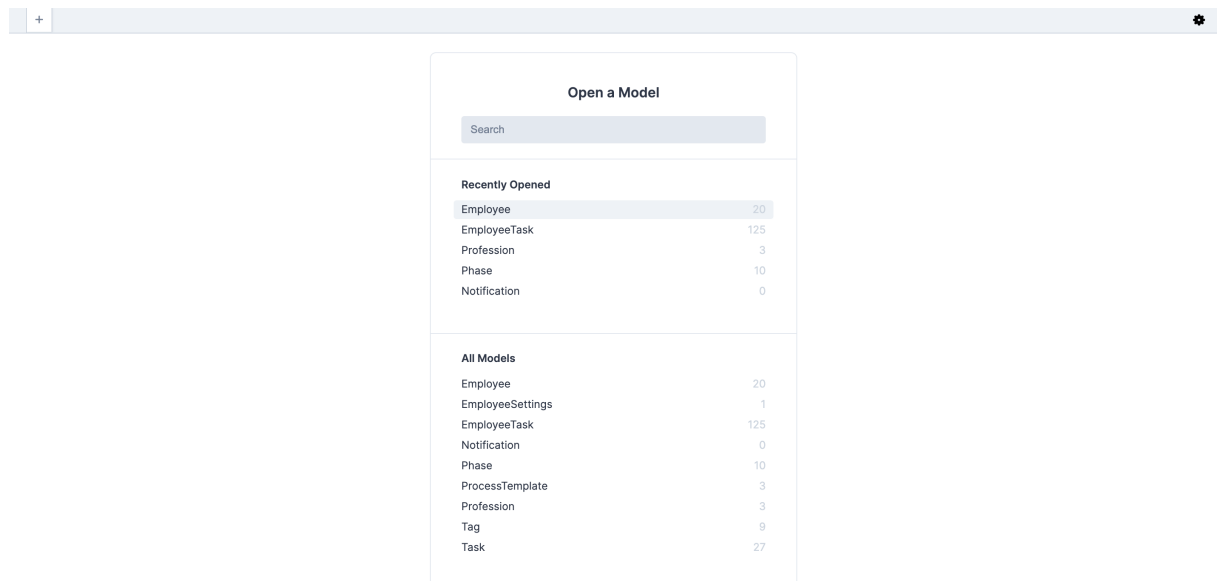 +
Open a Model
Search
Recently Opened
Employee 20
EmployeeTask 125
Profession 3
Phase 10
Notification 0
All Models
Employee 20
EmployeeSettings 1
EmployeeTask 125
Notification 0
Phase 10
ProcessTemplate 3
Profession 3
Tag 9
Task 27